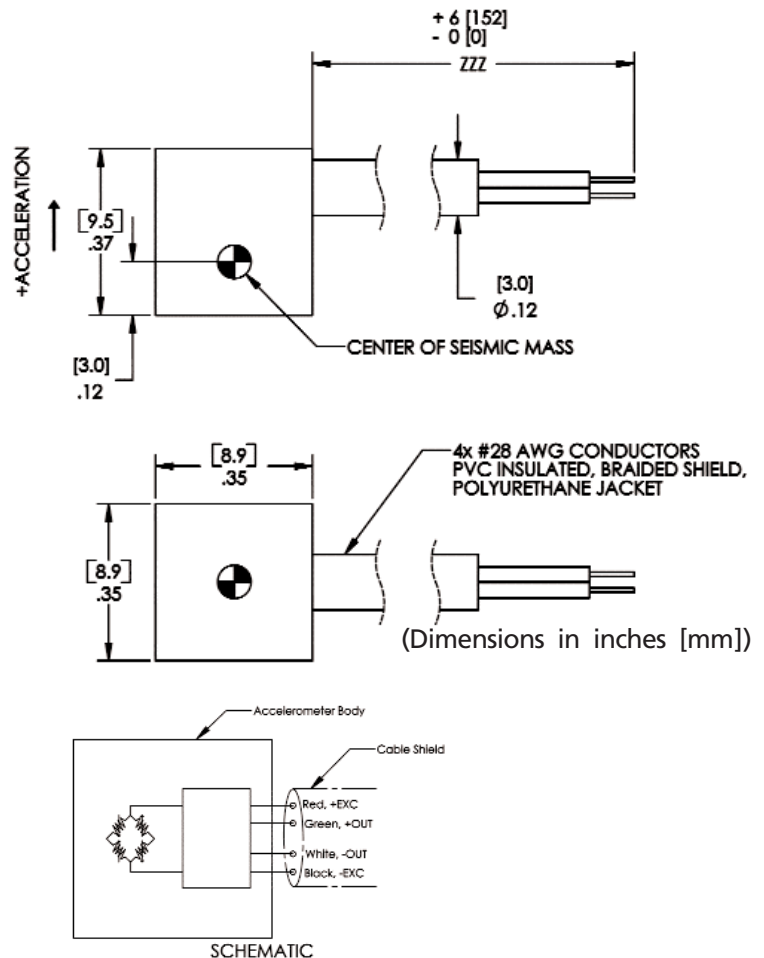 + 6 [152]
- 0 [0]
ZZZ
+ACCELERATION
[9.5]
.37
[3.0]
Ø.12
CENTER OF SEISMIC MASS
[3.0]
.12
[8.9]
.35
4x #28 AWG CONDUCTORS
PVC INSULATED, BRAIDED SHIELD,
POLYURETHANE JACKET
[8.9]
.35
(Dimensions in inches [mm])
Accelerometer Body
Cable Shield
Red, +EXC
Green, +OUT
White, -OUT
Black, -EXC
SCHEMATIC